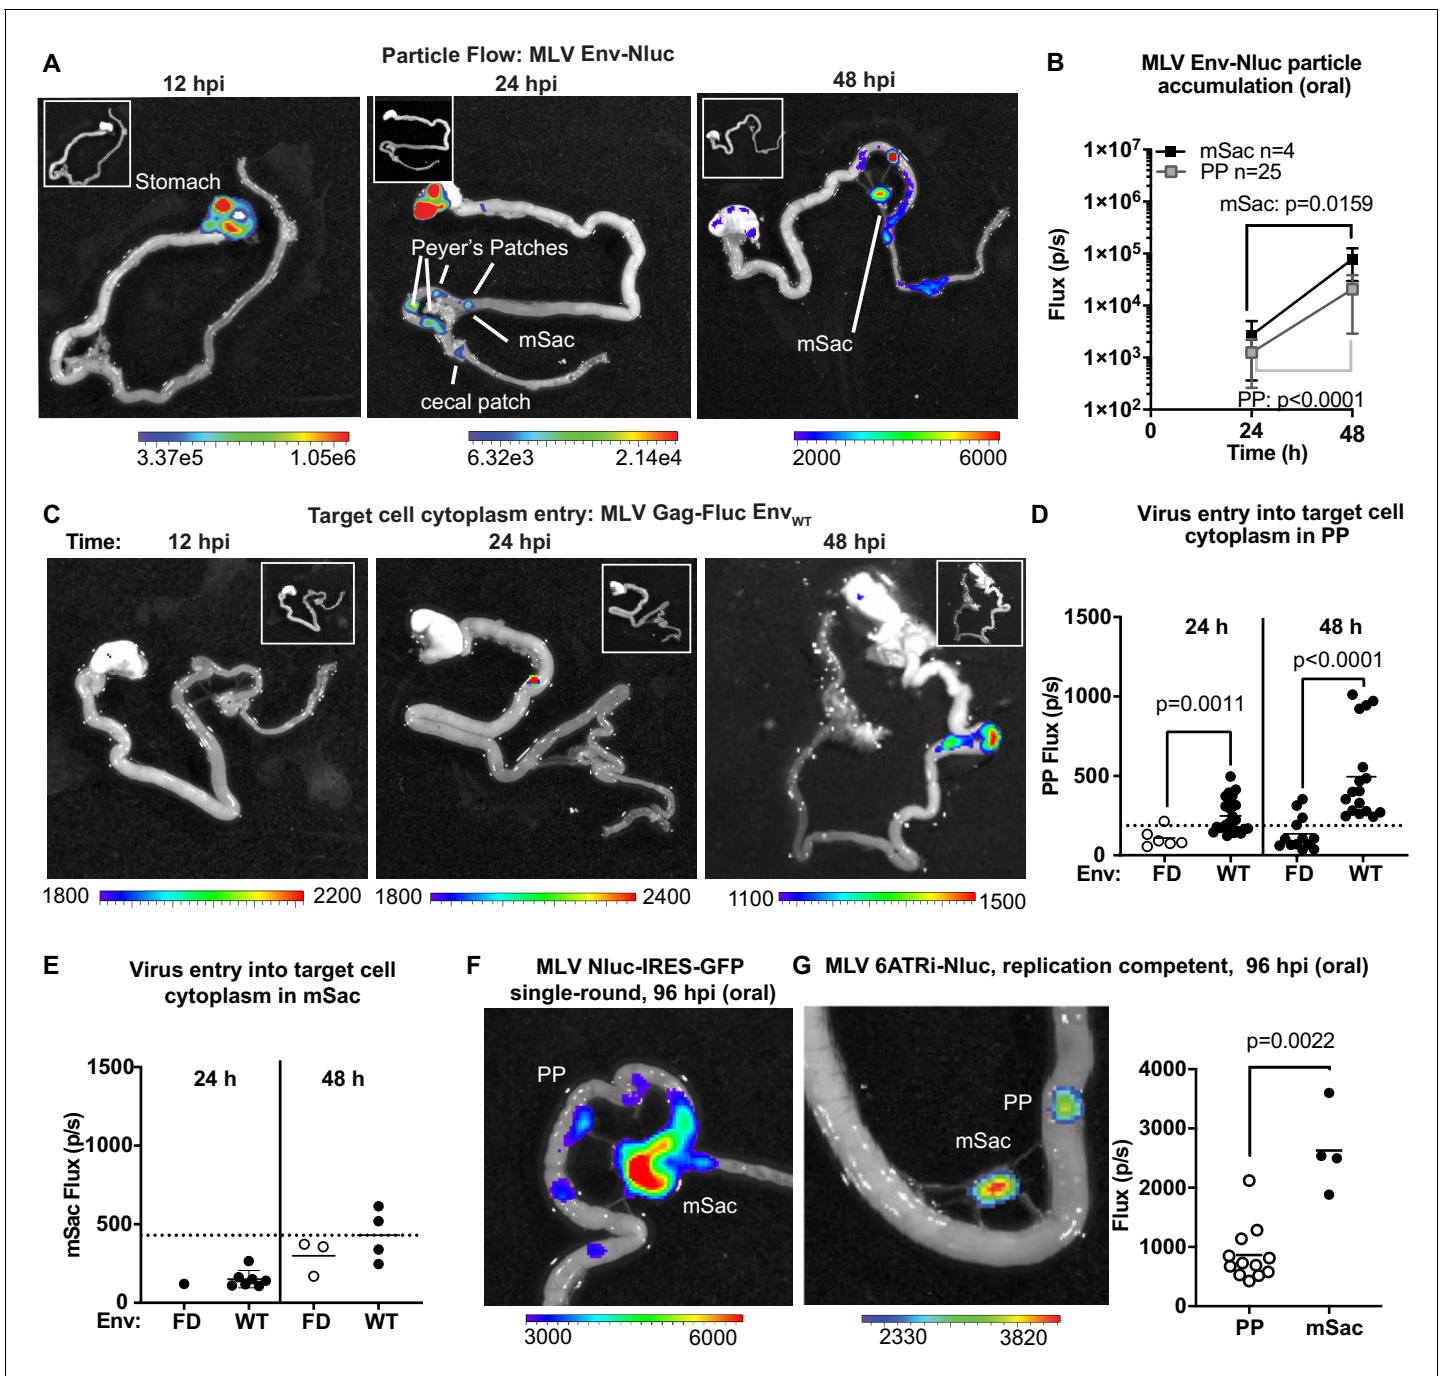 A
Particle Flow: MLV Env-Nluc
12 hpi
24 hpi
48 hpi
Stomach
Peyer's Patches
mSac
cecal patch
mSac
3.37e5
1.05e6
6.32e3
2.14e4
2000
6000
B
MLV Env-Nluc particle
accumulation (oral)
mSac n=4
PP n=25
mSac: p=0.0159
PP: p<0.0001
Flux (p/s)
1×10⁷
1×10⁶
1×10⁵
1×10⁴
1×10³
1×10²
0
24
48
Time (h)
C
Target cell cytoplasm entry: MLV Gag-Fluc Env_WT
Time:
12 hpi
24 hpi
48 hpi
1800
2200
1800
2400
1100
1500
D
Virus entry into target cell
cytoplasm in PP
24 h
48 h
p=0.0011
p<0.0001
PP Flux (p/s)
1500
1000
500
0
Env:
FD
WT
FD
WT
E
Virus entry into target cell
cytoplasm in mSac
24 h
48 h
mSac Flux (p/s)
1500
1000
500
0
Env:
FD
WT
FD
WT
F
MLV Nluc-IRES-GFP
single-round, 96 hpi (oral)
PP
mSac
3000
6000
G
MLV 6ATRi-Nluc, replication competent, 96 hpi (oral)
PP
mSac
2330
3820
p=0.0022
Flux (p/s)
4000
3000
2000
1000
0
PP
mSac